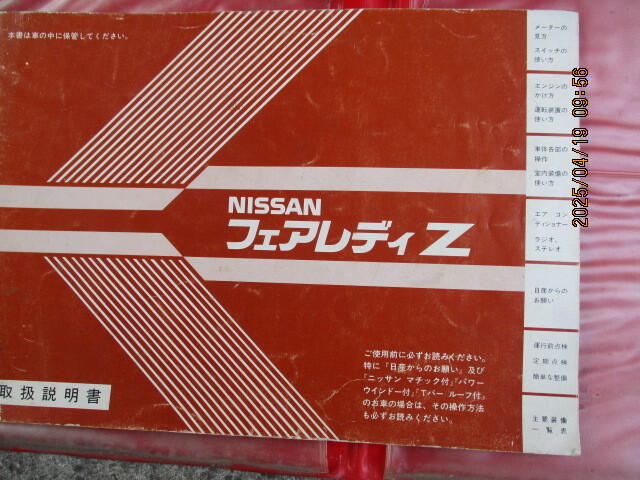 本書は車の中に保管してください。
NISSAN
フェアレディ Z
ご使用前に必ずお読みください。
特に「日産からのお願い」及び
「ニッサン マチック付」「パワー
ウインドー付」「Tバー ルーフ付」
のお車の場合は、その操作方法
も必ずお読みください。
取扱説明書
メーターの
見方
スイッチの
使い方
エンジンの
かけ方
運転装置の
使い方
車体各部の
操作
室内装備の
使い方
エア コン
ディショナー
ラジオ、
ステレオ
日産からの
お願い
運行前点検
定期点検
簡単な整備
主要装備
一覧表
2025/04/19 09:56